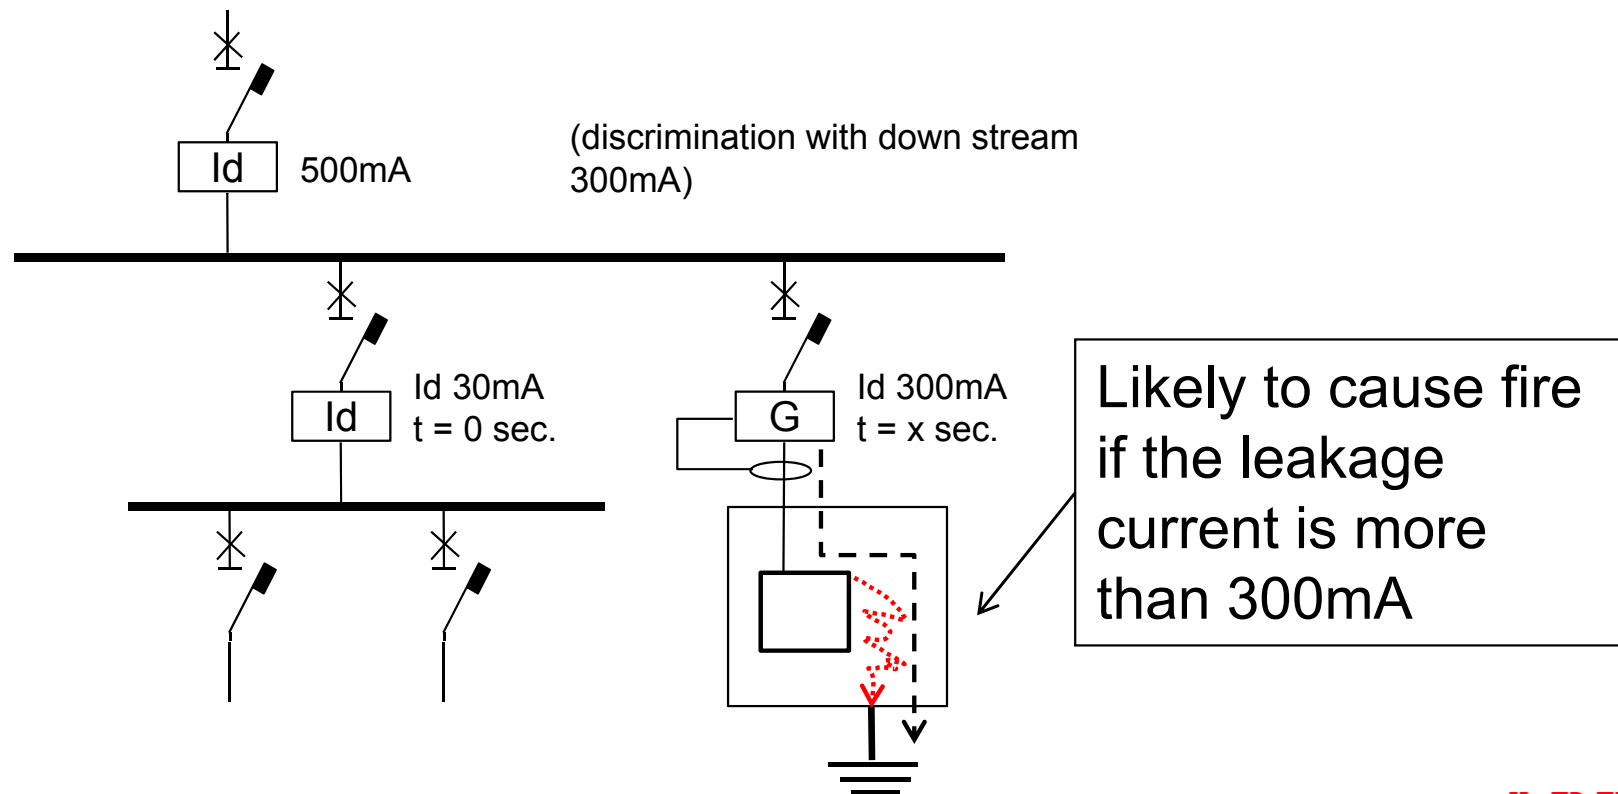 (discrimination with down stream
300mA)
Id 500mA
Id 30mA
t = 0 sec.
Id
Id 300mA
t = x sec.
G
Likely to cause fire
if the leakage
current is more
than 300mA